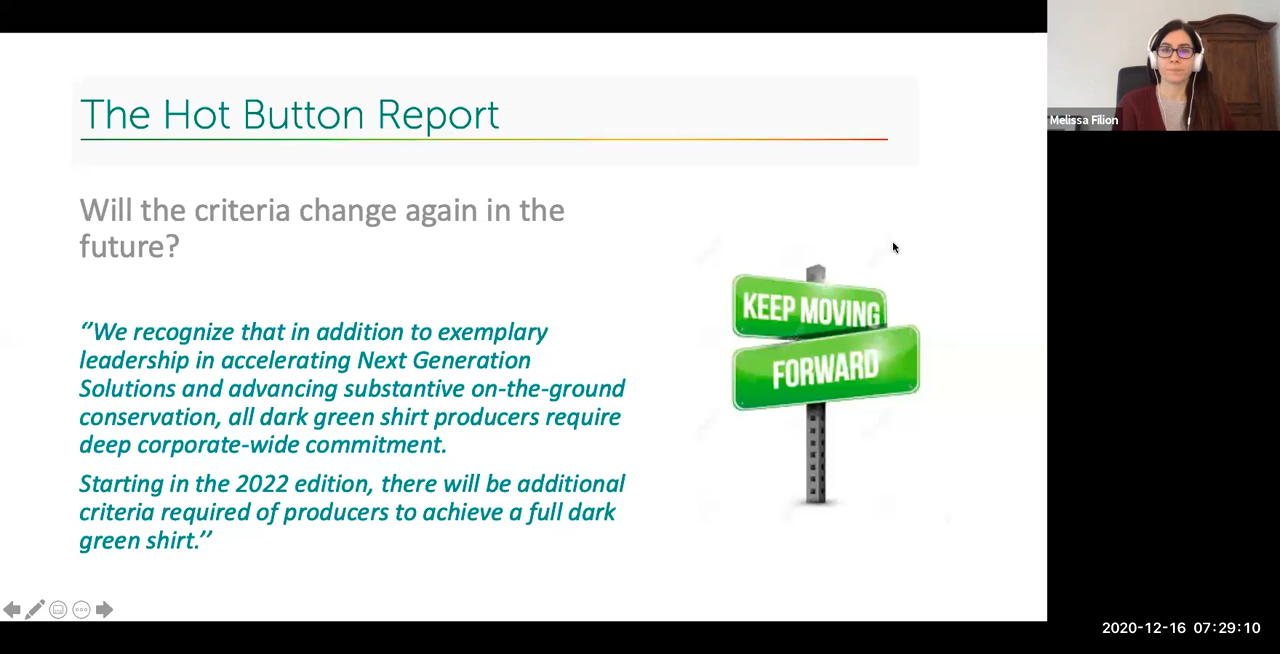 The Hot Button Report
Will the criteria change again in the
future?
‘’We recognize that in addition to exemplary
leadership in accelerating Next Generation
Solutions and advancing substantive on-the-ground
conservation, all dark green shirt producers require
deep corporate-wide commitment.
Starting in the 2022 edition, there will be additional
criteria required of producers to achieve a full dark
green shirt.’’
KEEP MOVING
FORWARD
Melissa Filion
2020-12-16 07:29:10